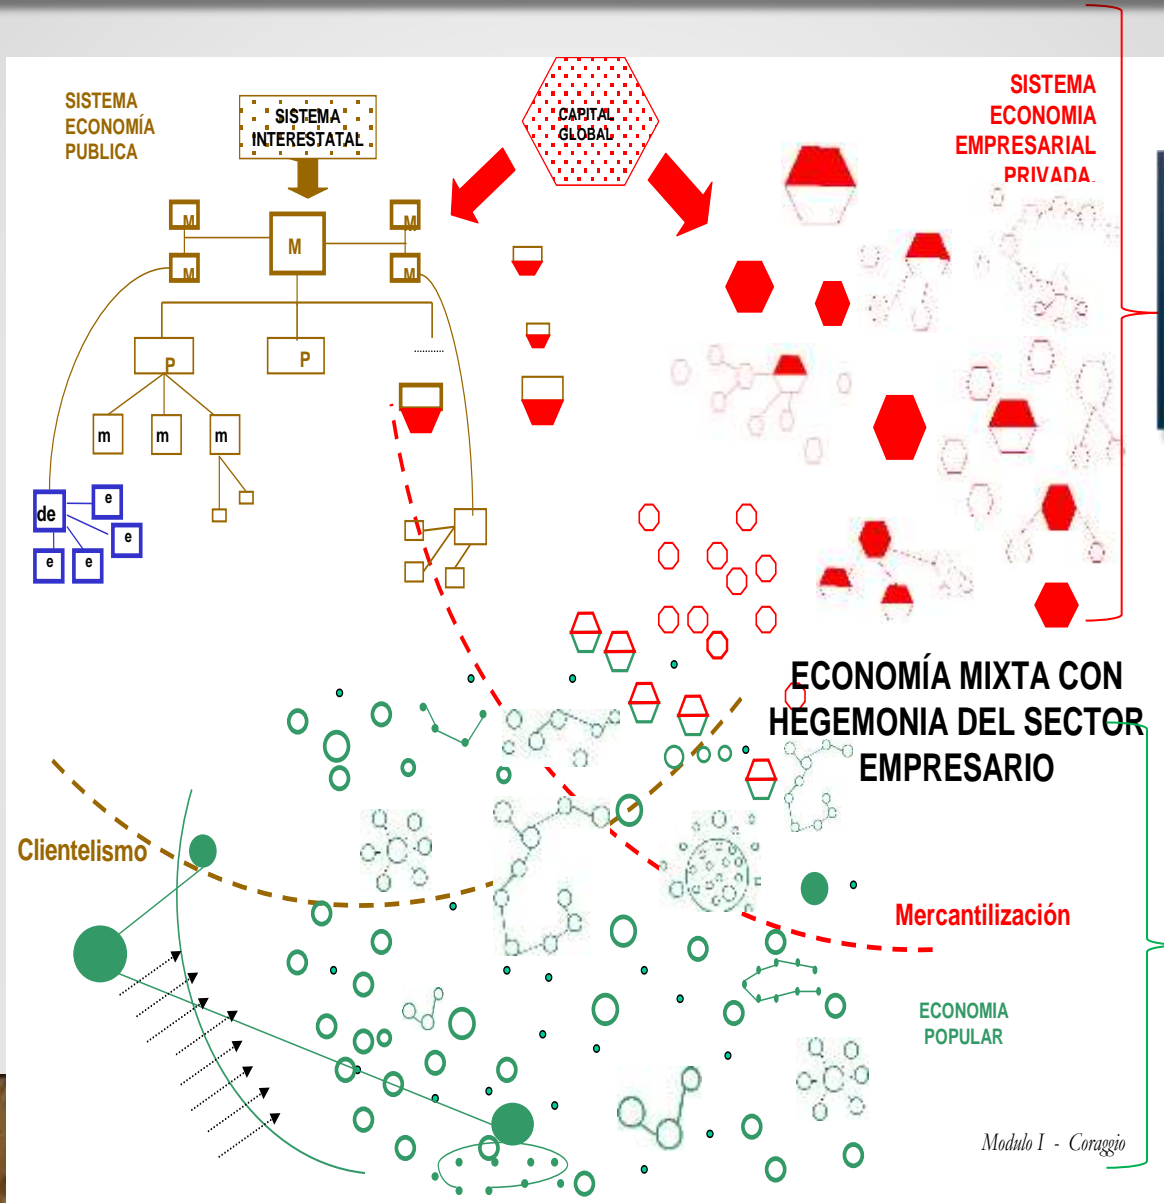 SISTEMA
ECONOMÍA
PUBLICA
SISTEMA
INTERESTATAL
CAPITAL
GLOBAL
SISTEMA
ECONOMIA
EMPRESARIAL
PRIVADA.
M
M
M
M
M
P
P
...........
m
m
m
de
e
e
e
e
ECONOMÍA MIXTA CON
HEGEMONIA DEL SECTOR
EMPRESARIO
Clientelismo
Mercantilización
ECONOMIA
POPULAR
Modulo I - Coraggio